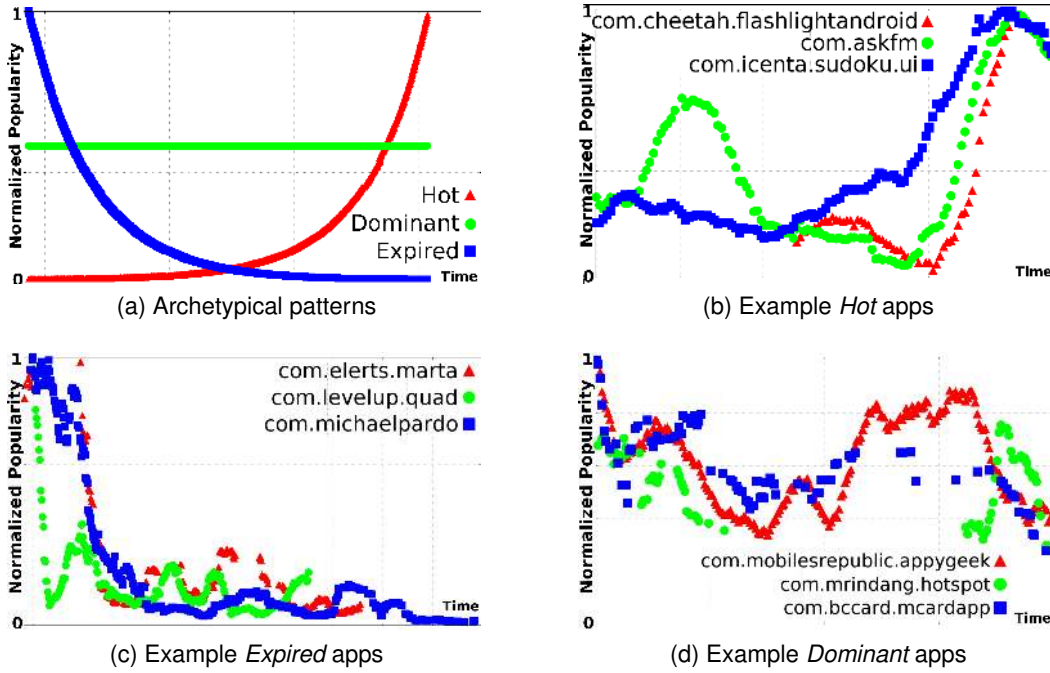 1
Normalized Popularity
Hot
Dominant
Expired
0
Time
(a) Archetypical patterns
1
Normalized Popularity
com.cheetah.flashlightandroid
com.askfm
com.icenta.sudoku.ui
0
Time
(b) Example Hot apps
1
Normalized Popularity
com.elerts.marta
com.levelup.quad
com.michaelpardo
0
Time
(c) Example Expired apps
1
Normalized Popularity
com.mobilesrepublic.appygeek
com.mrindang.hotspot
com.bccard.mcardapp
0
Time
(d) Example Dominant apps